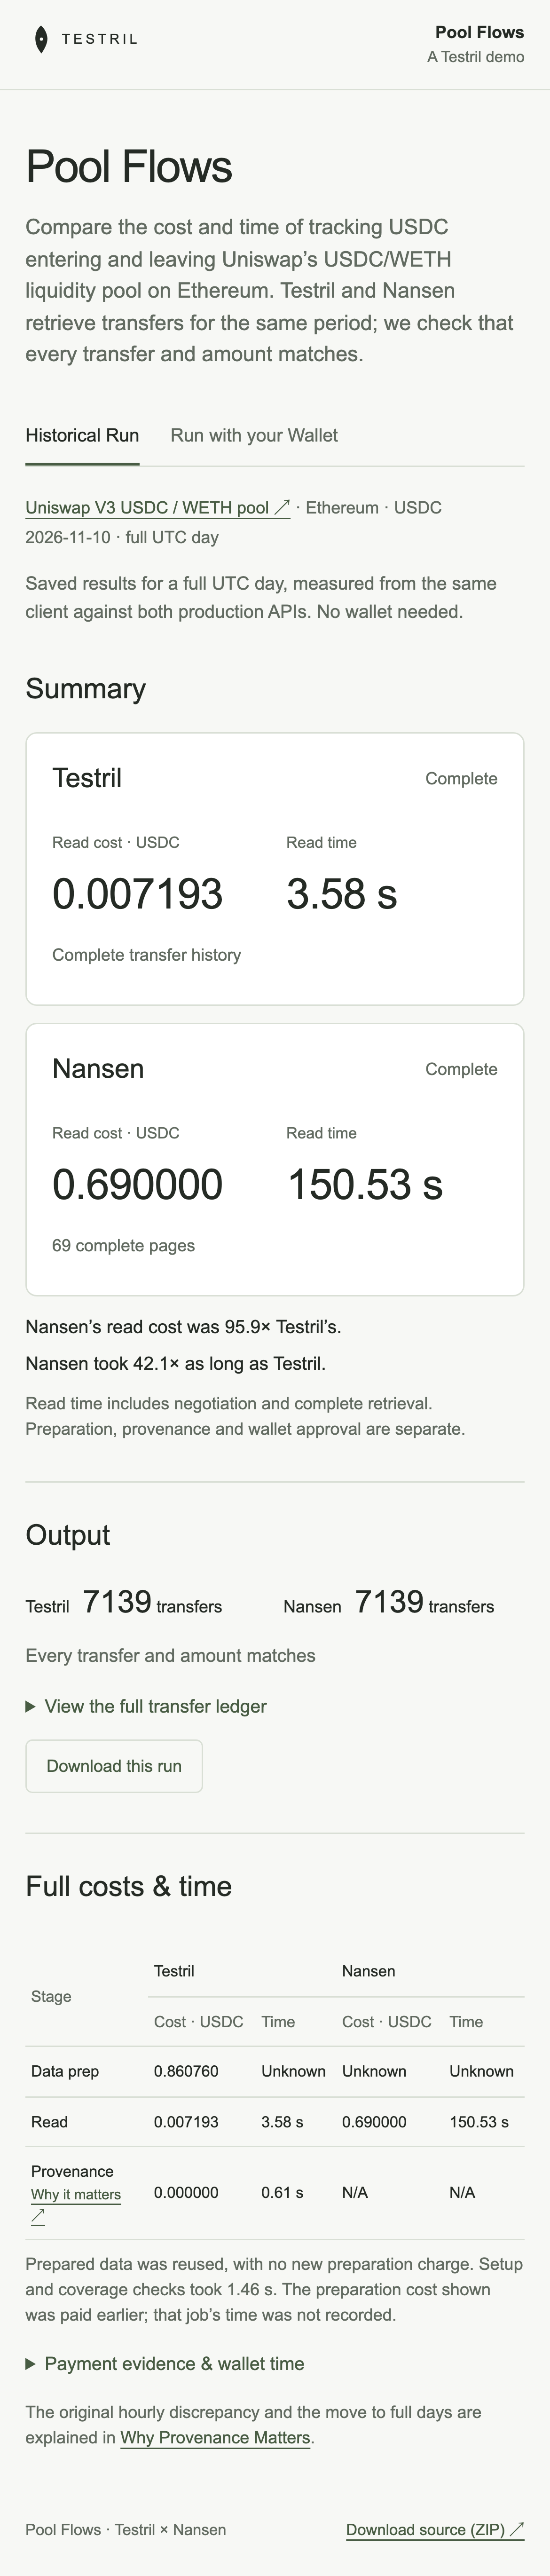 TESTRIL
Pool Flows
A Testril demo
Pool Flows
Compare the cost and time of tracking USDC
entering and leaving Uniswap’s USDC/WETH
liquidity pool on Ethereum. Testril and Nansen
retrieve transfers for the same period; we check that
every transfer and amount matches.
Historical Run Run with your Wallet
Uniswap V3 USDC / WETH pool ↗ · Ethereum · USDC
2026-11-10 · full UTC day
Saved results for a full UTC day, measured from the same
client against both production APIs. No wallet needed.
Summary
Testril Complete
Read cost · USDC Read time
0.007193 3.58 s
Complete transfer history
Nansen Complete
Read cost · USDC Read time
0.690000 150.53 s
69 complete pages
Nansen’s read cost was 95.9× Testril’s.
Nansen took 42.1× as long as Testril.
Read time includes negotiation and complete retrieval.
Preparation, provenance and wallet approval are separate.
Output
Testril 7139 transfers Nansen 7139 transfers
Every transfer and amount matches
▶ View the full transfer ledger
Download this run
Full costs & time
Testril Nansen
Stage
Cost · USDC Time Cost · USDC Time
Data prep 0.860760 Unknown Unknown Unknown
Read 0.007193 3.58 s 0.690000 150.53 s
Provenance
Why it matters
↗
0.000000 0.61 s N/A N/A
Prepared data was reused, with no new preparation charge. Setup
and coverage checks took 1.46 s. The preparation cost shown
was paid earlier; that job’s time was not recorded.
▶ Payment evidence & wallet time
The original hourly discrepancy and the move to full days are
explained in Why Provenance Matters.
Pool Flows · Testril × Nansen Download source (ZIP) ↗